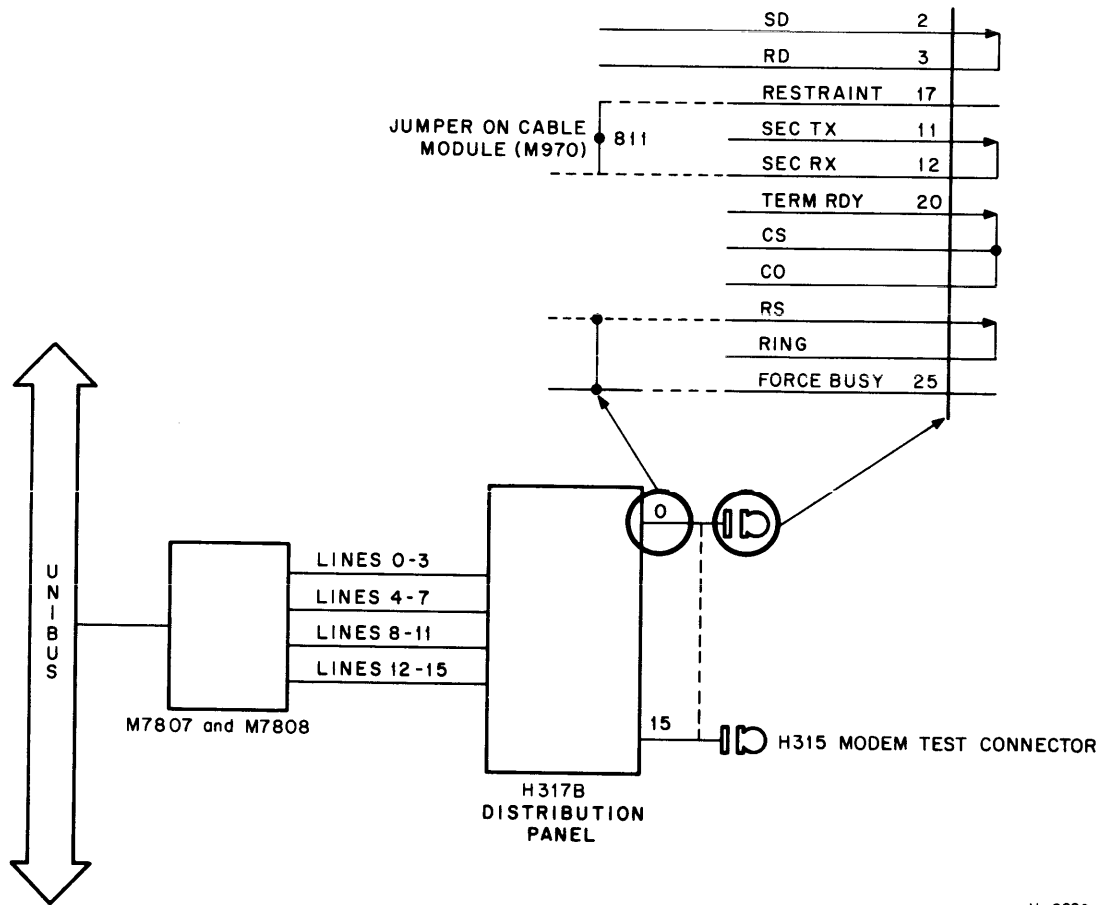 SD 2
RD 3
RESTRAINT 17
JUMPER ON CABLE
MODULE (M970)
811
SEC TX 11
SEC RX 12
TERM RDY 20
CS
CO
RS
RING
FORCE BUSY 25
UNIBUS
0
LINES 0-3
LINES 4-7
LINES 8-11
LINES 12-15
M7807 and M7808
15
H315 MODEM TEST CONNECTOR
H317B
DISTRIBUTION
PANEL